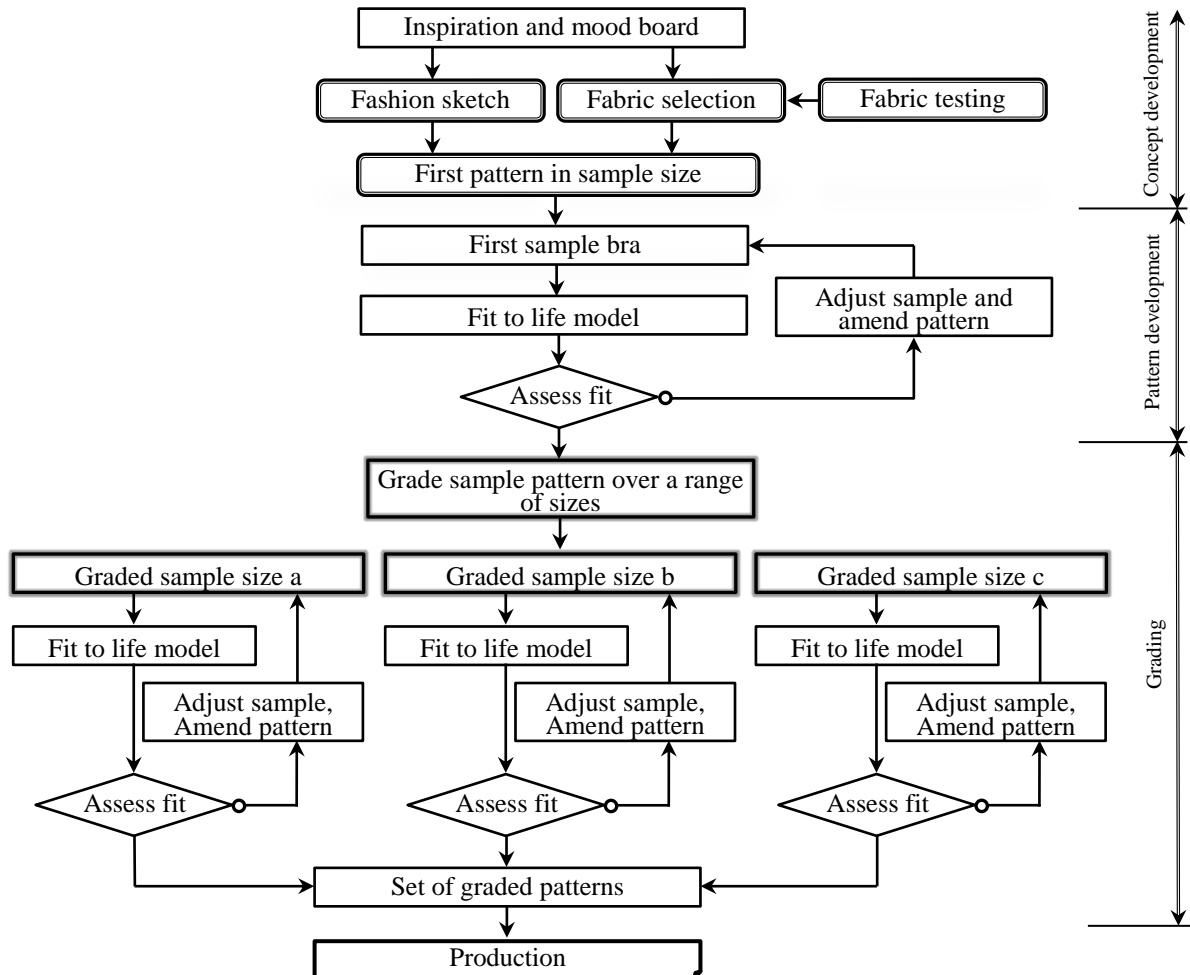 Inspiration and mood board
Fashion sketch
Fabric selection
Fabric testing
First pattern in sample size
Concept development
First sample bra
Fit to life model
Adjust sample and
amend pattern
Assess fit
Pattern development
Grade sample pattern over a range
of sizes
Graded sample size a
Graded sample size b
Graded sample size c
Fit to life model
Fit to life model
Fit to life model
Adjust sample,
Amend pattern
Adjust sample,
Amend pattern
Adjust sample,
Amend pattern
Assess fit
Assess fit
Assess fit
Grading
Set of graded patterns
Production